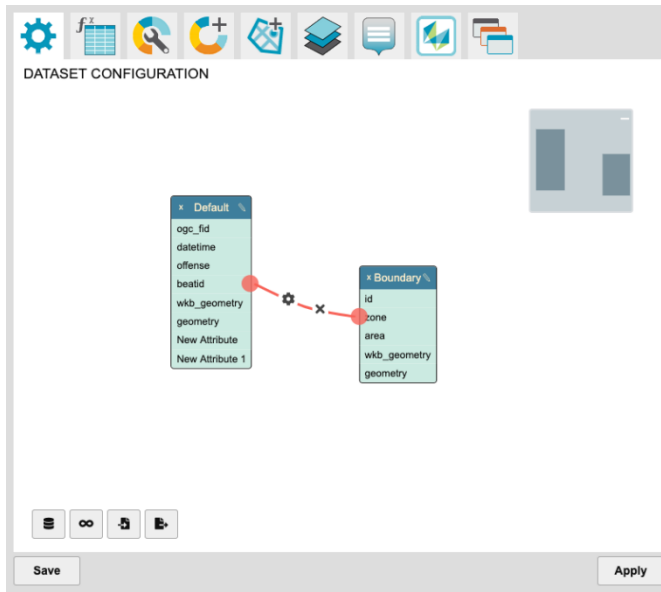 fx
DATASET CONFIGURATION
x Default
ogc_fid
datetime
offense
beatid
wkb_geometry
geometry
New Attribute
New Attribute 1
x Boundary
id
zone
area
wkb_geometry
geometry
Save
Apply